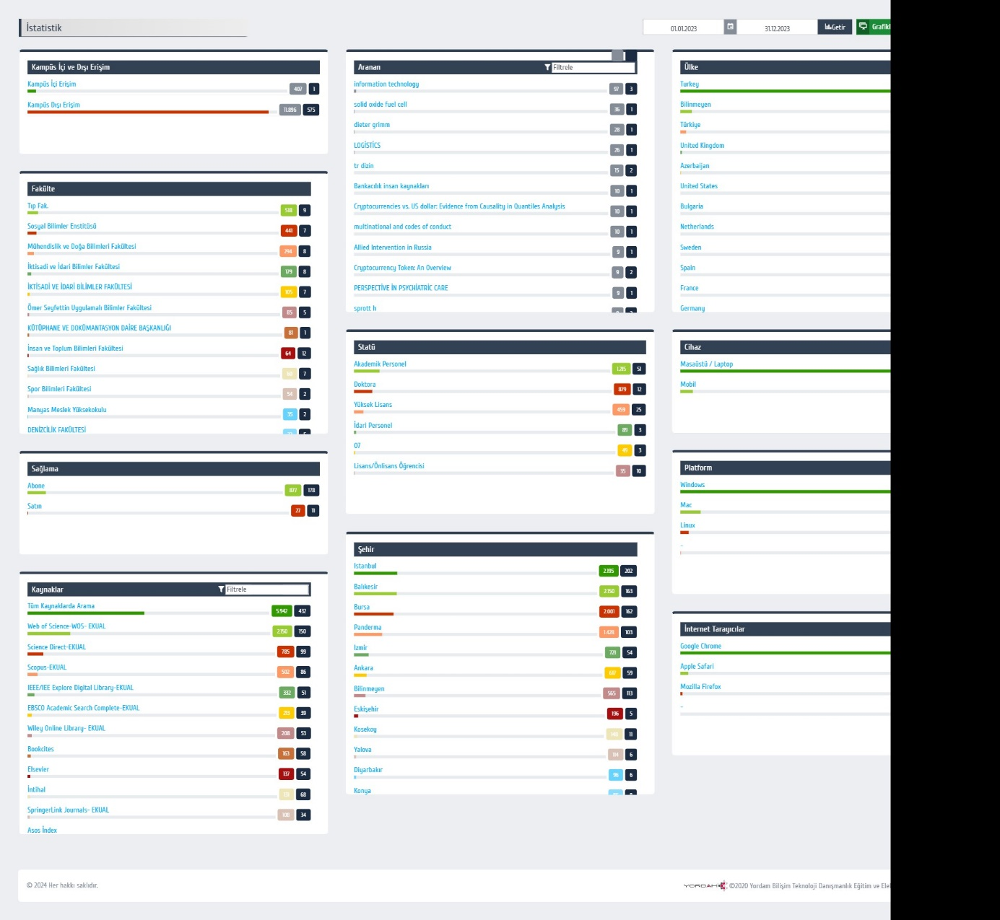 İstatistik
01.01.2023 31.12.2023 Getir
Kampüs İçi ve Dışı Erişim
Kampüs İçi Erişim 407 1
Kampüs Dışı Erişim 11.896 575
Fakülte
Tıp Fak. 518 9
Sosyal Bilimler Enstitüsü 441 7
Mühendislik ve Doğa Bilimleri Fakültesi 294 8
İktisadi ve İdari Bilimler Fakültesi 179 8
İKTİSADİ VE İDARİ BİLİMLER FAKÜLTESİ 105 7
Ömer Seyfettin Uygulamalı Bilimler Fakültesi 85 5
KÜTÜPHANE VE DOKÜMANTASYON DAİRE BAŞKANLIĞI 81 1
İnsan ve Toplum Bilimleri Fakültesi 64 12
Sağlık Bilimleri Fakültesi 7
Spor Bilimleri Fakültesi 54 2
Manyas Meslek Yüksekokulu 35 2
DENİZCİLİK FAKÜLTESİ
Sağlama
Abone 877 178
Satın 27 11
Kaynaklar Filtrele
Tüm Kaynaklarda Arama 5.942 432
Web of Science-WOS- EKUAL 2.150 150
Science Direct-EKUAL 785 99
Scopus-EKUAL 502 86
IEEE/IEE Explore Digital Library-EKUAL 332 51
EBSCO Academic Search Complete-EKUAL 213 39
Wiley Online Library- EKUAL 208 53
Bookcites 163 58
Elsevier 137 54
İntihal 68
SpringerLink Journals- EKUAL 108 34
Asos İndex
Aranan Filtrele
information technology 97 3
solid oxide fuel cell 36 1
dieter grimm 28 1
LOGİSTİCS 26 1
tr dizin 15 2
Bankacılık insan kaynakları 10 1
Cryptocurrencies vs. US dollar: Evidence from Causality in Quantiles Analysis 10 1
multinational and codes of conduct 10 1
Allied Intervention in Russia 9 1
Cryptocurrency Token: An Overview 9 2
PERSPECTİVE İN PSYCHİATRİC CARE 9 1
sprott h
Statü
Akademik Personel 1.215 51
Doktora 879 12
Yüksek Lisans 459 25
İdari Personel 89 3
07 49 3
Lisans/Önlisans Öğrencisi 35 10
Şehir
Istanbul 2.195 202
Balıkesir 2.150 163
Bursa 2.001 162
Panderma 1.428 103
Izmir 721 54
Ankara 59
Bilinmeyen 565 113
Eskişehir 196 5
Kosekoy 11
Yalova 114 6
Diyarbakır 96 6
Konya
Ülke
Turkey
Bilinmeyen
Türkiye
United Kingdom
Azerbaijan
United States
Bulgaria
Netherlands
Sweden
Spain
France
Germany
Cihaz
Masaüstü / Laptop
Mobil
Platform
Windows
Mac
Linux
-
İnternet Tarayıcılar
Google Chrome
Apple Safari
Mozilla Firefox
-
© 2024 Her hakkı saklıdır.
YORDAM ©2020 Yordam Bilişim Teknoloji Danışmanlık Eğitim ve